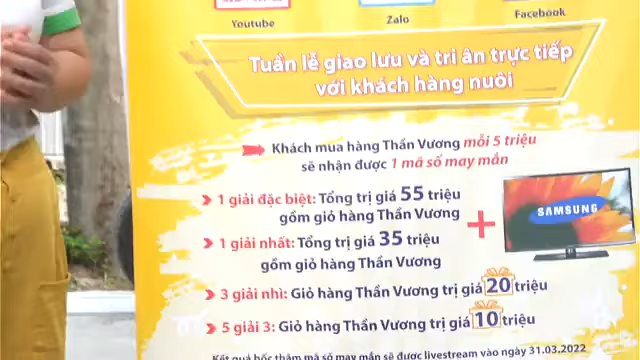 Youtube
Zalo
Facebook
Tuần lễ giao lưu và tri ân trực tiếp
với khách hàng nuôi
Khách mua hàng Thần Vương mỗi 5 triệu
sẽ nhận được 1 mã số may mắn
1 giải đặc biệt: Tổng trị giá 55 triệu
gồm giỏ hàng Thần Vương
+
SAMSUNG
1 giải nhất: Tổng trị giá 35 triệu
gồm giỏ hàng Thần Vương
3 giải nhì: Giỏ hàng Thần Vương trị giá 20 triệu
5 giải 3: Giỏ hàng Thần Vương trị giá 10 triệu
Kết quả bốc thăm mã số may mắn sẽ được livestream vào ngày 31.03.2022